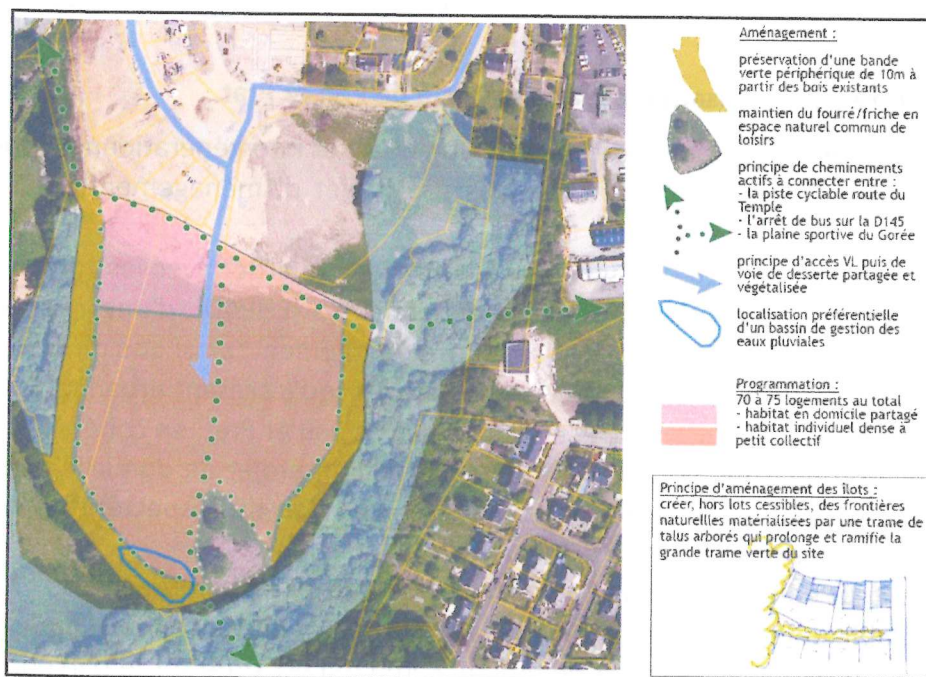 Aménagement :
préservation d'une bande
verte périphérique de 10m à
partir des bois existants
maintien du fourré/friche en
espace naturel commun de
loisirs
principe de cheminements
actifs à connecter entre :
- la piste cyclable route du
Temple
- l'arrêt de bus sur la D145
- la plaine sportive du Gorée
principe d'accès VL puis de
voie de desserte partagée et
végétalisée
localisation préférentielle
d'un bassin de gestion des
eaux pluviales
Programmation :
70 à 75 logements au total
- habitat en domicile partagé
- habitat individuel dense à
petit collectif
Principe d'aménagement des îlots :
créer, hors lots cessibles, des frontières
naturelles matérialisées par une trame de
talus arborés qui prolonge et ramifie la
grande trame verte du site